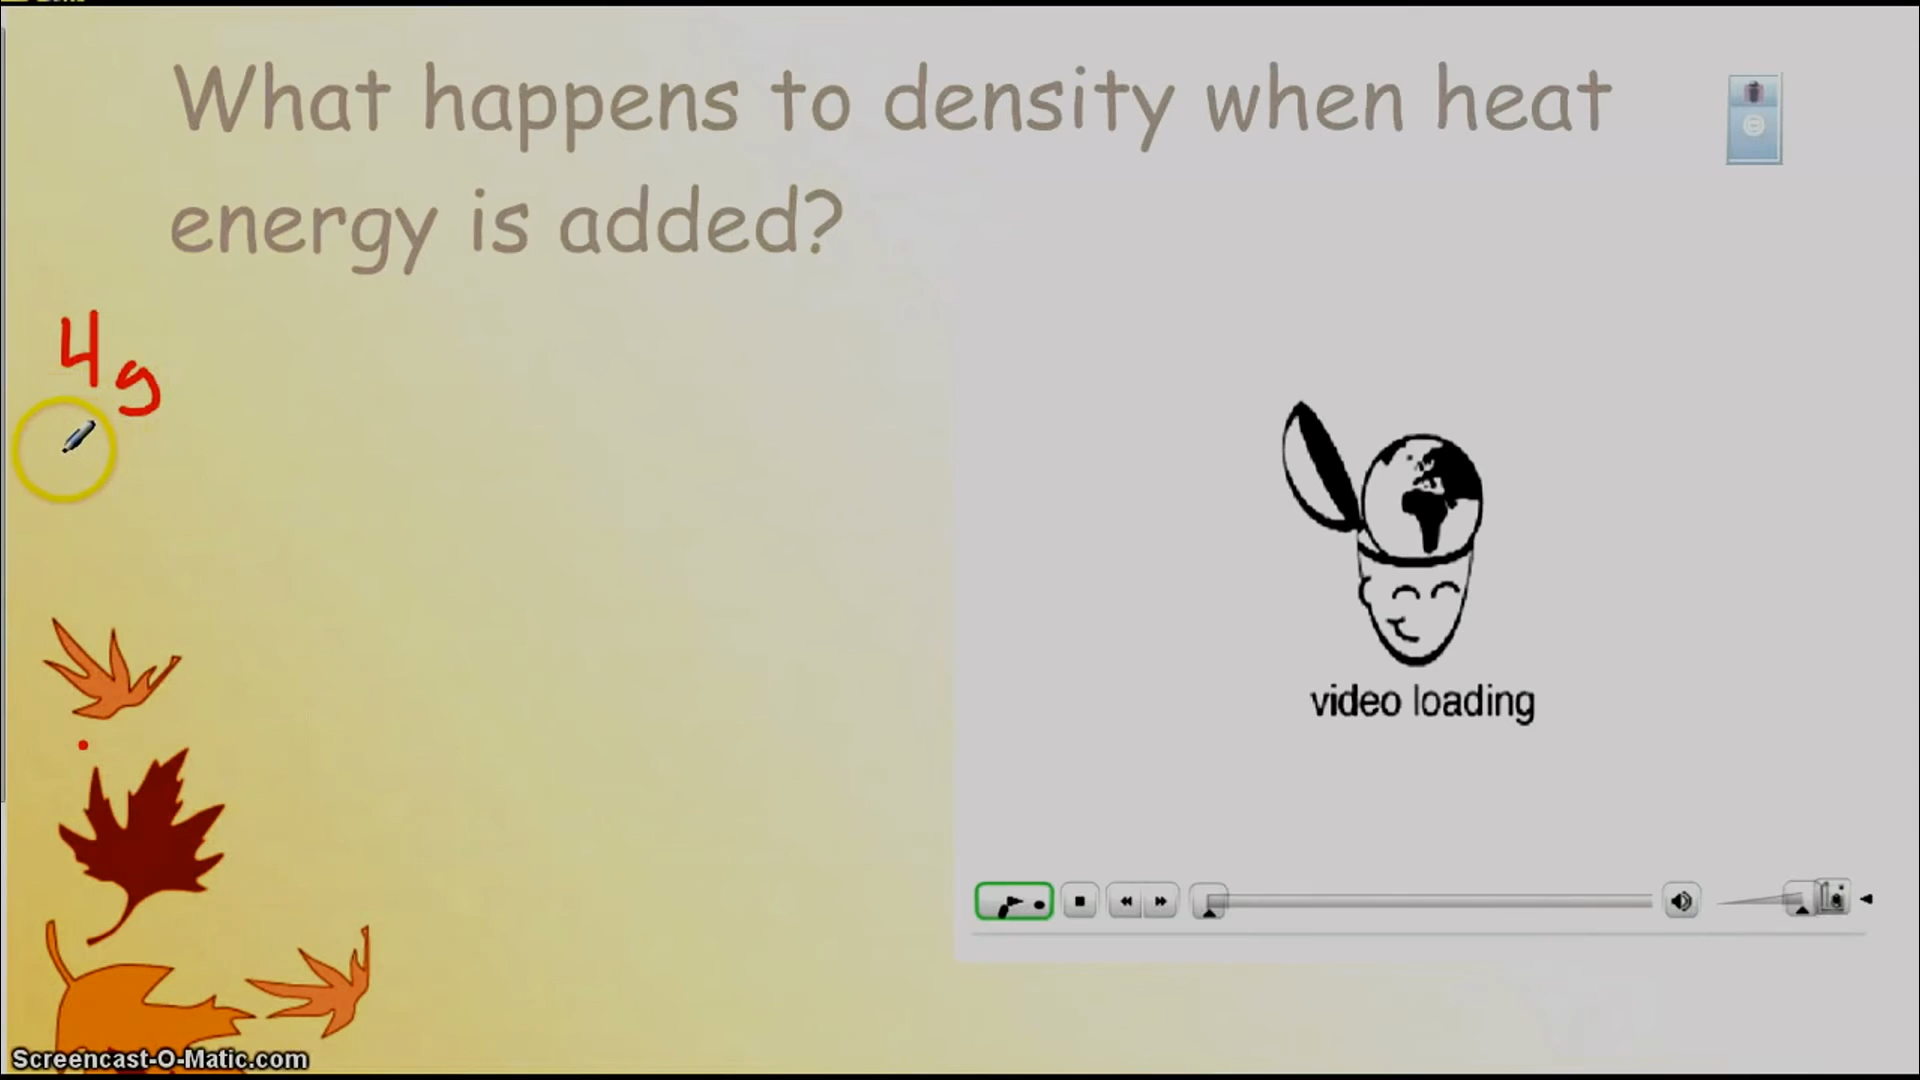 What happens to density when heat
energy is added?
4g
video loading
Screencast-O-Matic.com